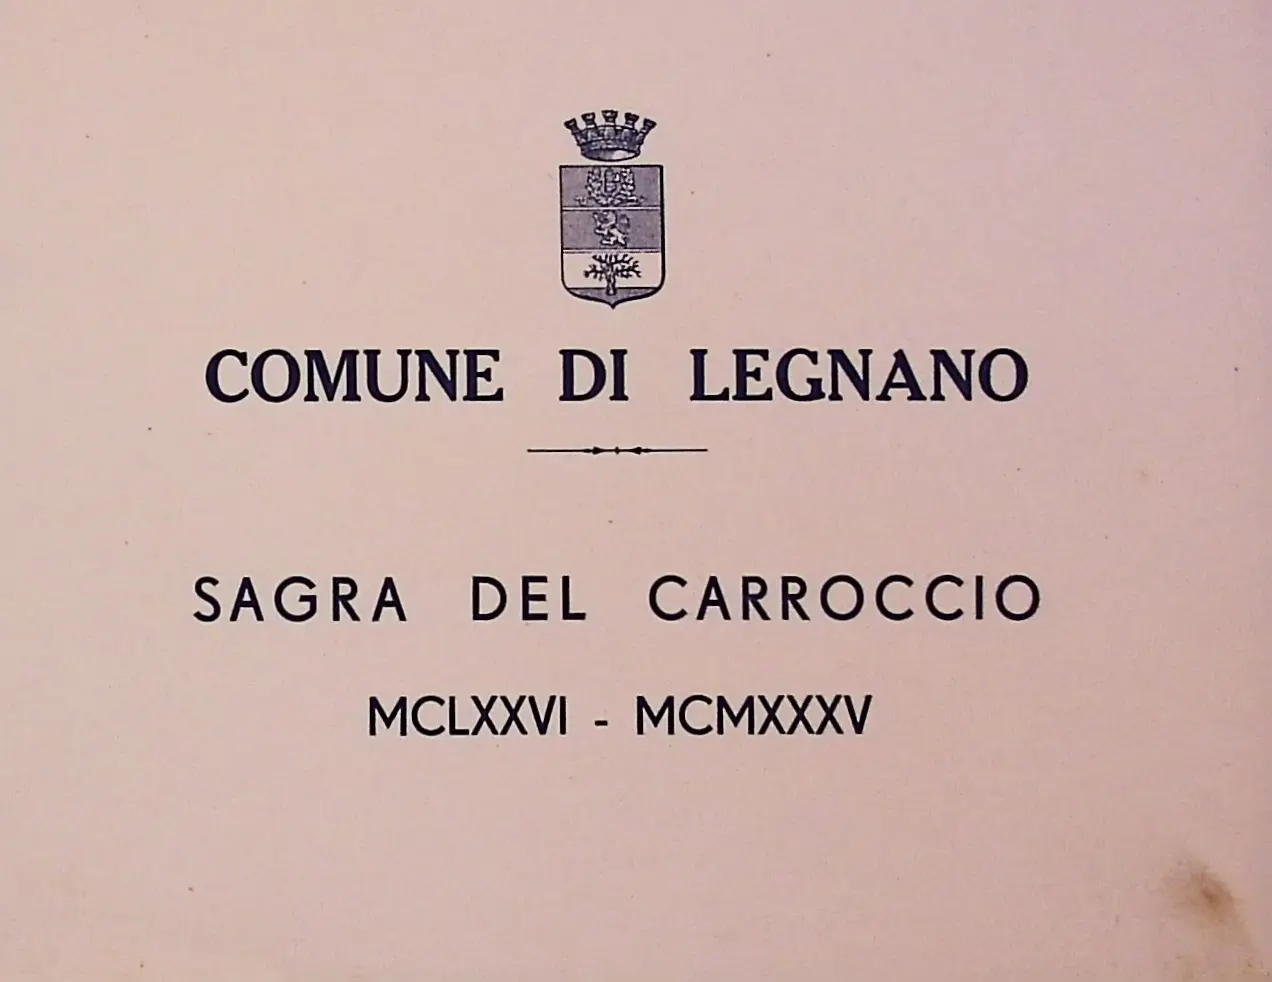 COMUNE DI LEGNANO
SAGRA DEL CARROCCIO
MCLXXVI - MCMXXXV